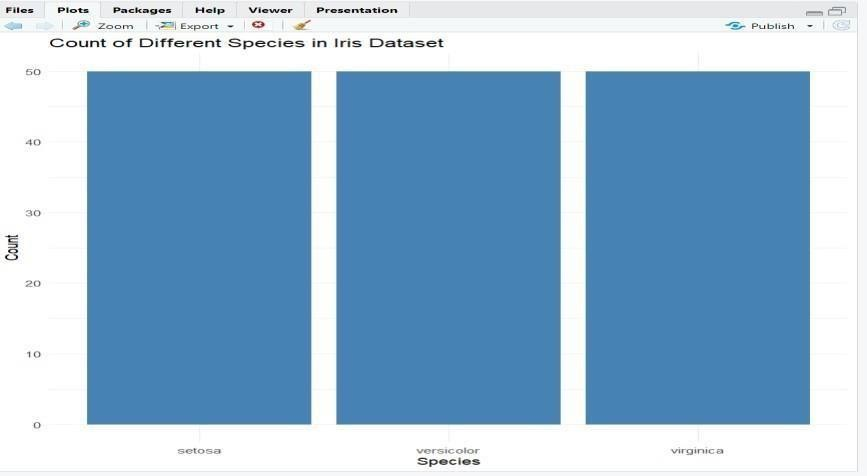 Files Plots Packages Help Viewer Presentation
Zoom Export Publish
Count of Different Species in Iris Dataset
50
40
30
20
10
0
Count
setosa versicolor virginica
Species